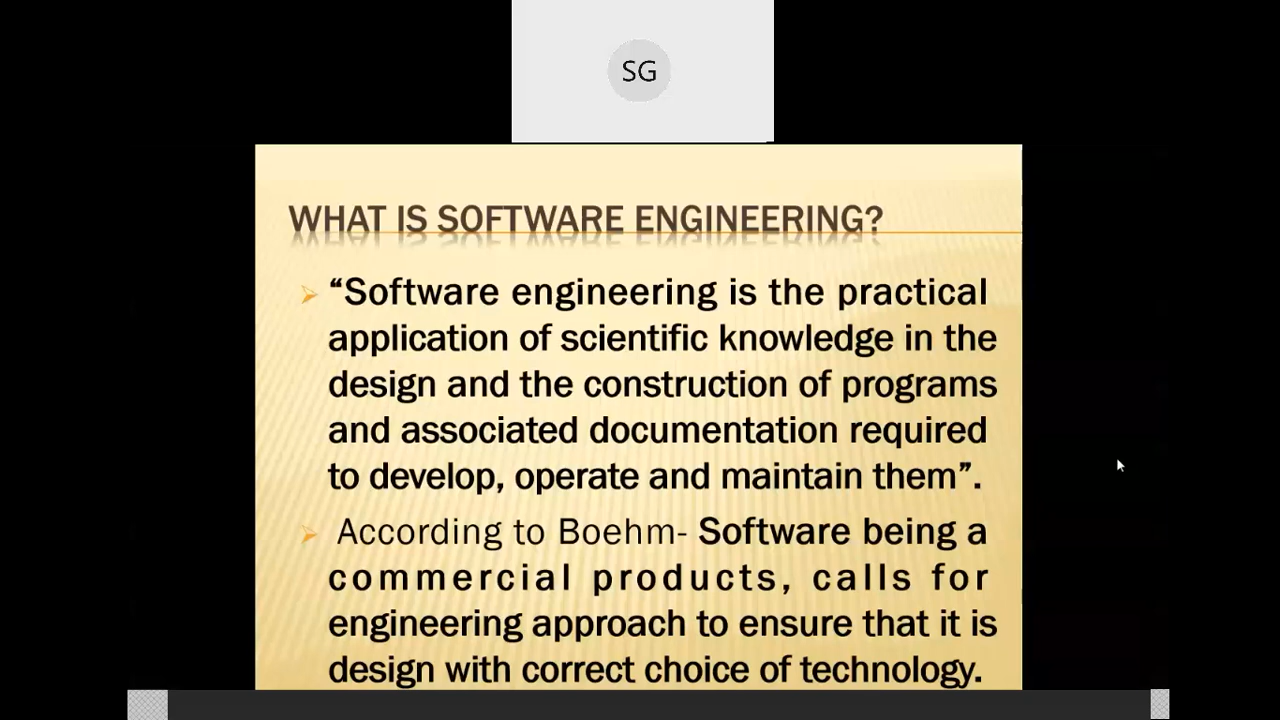 SG
WHAT IS SOFTWARE ENGINEERING?
“Software engineering is the practical
application of scientific knowledge in the
design and the construction of programs
and associated documentation required
to develop, operate and maintain them”.
According to Boehm- Software being a
commercial products, calls for
engineering approach to ensure that it is
design with correct choice of technology.